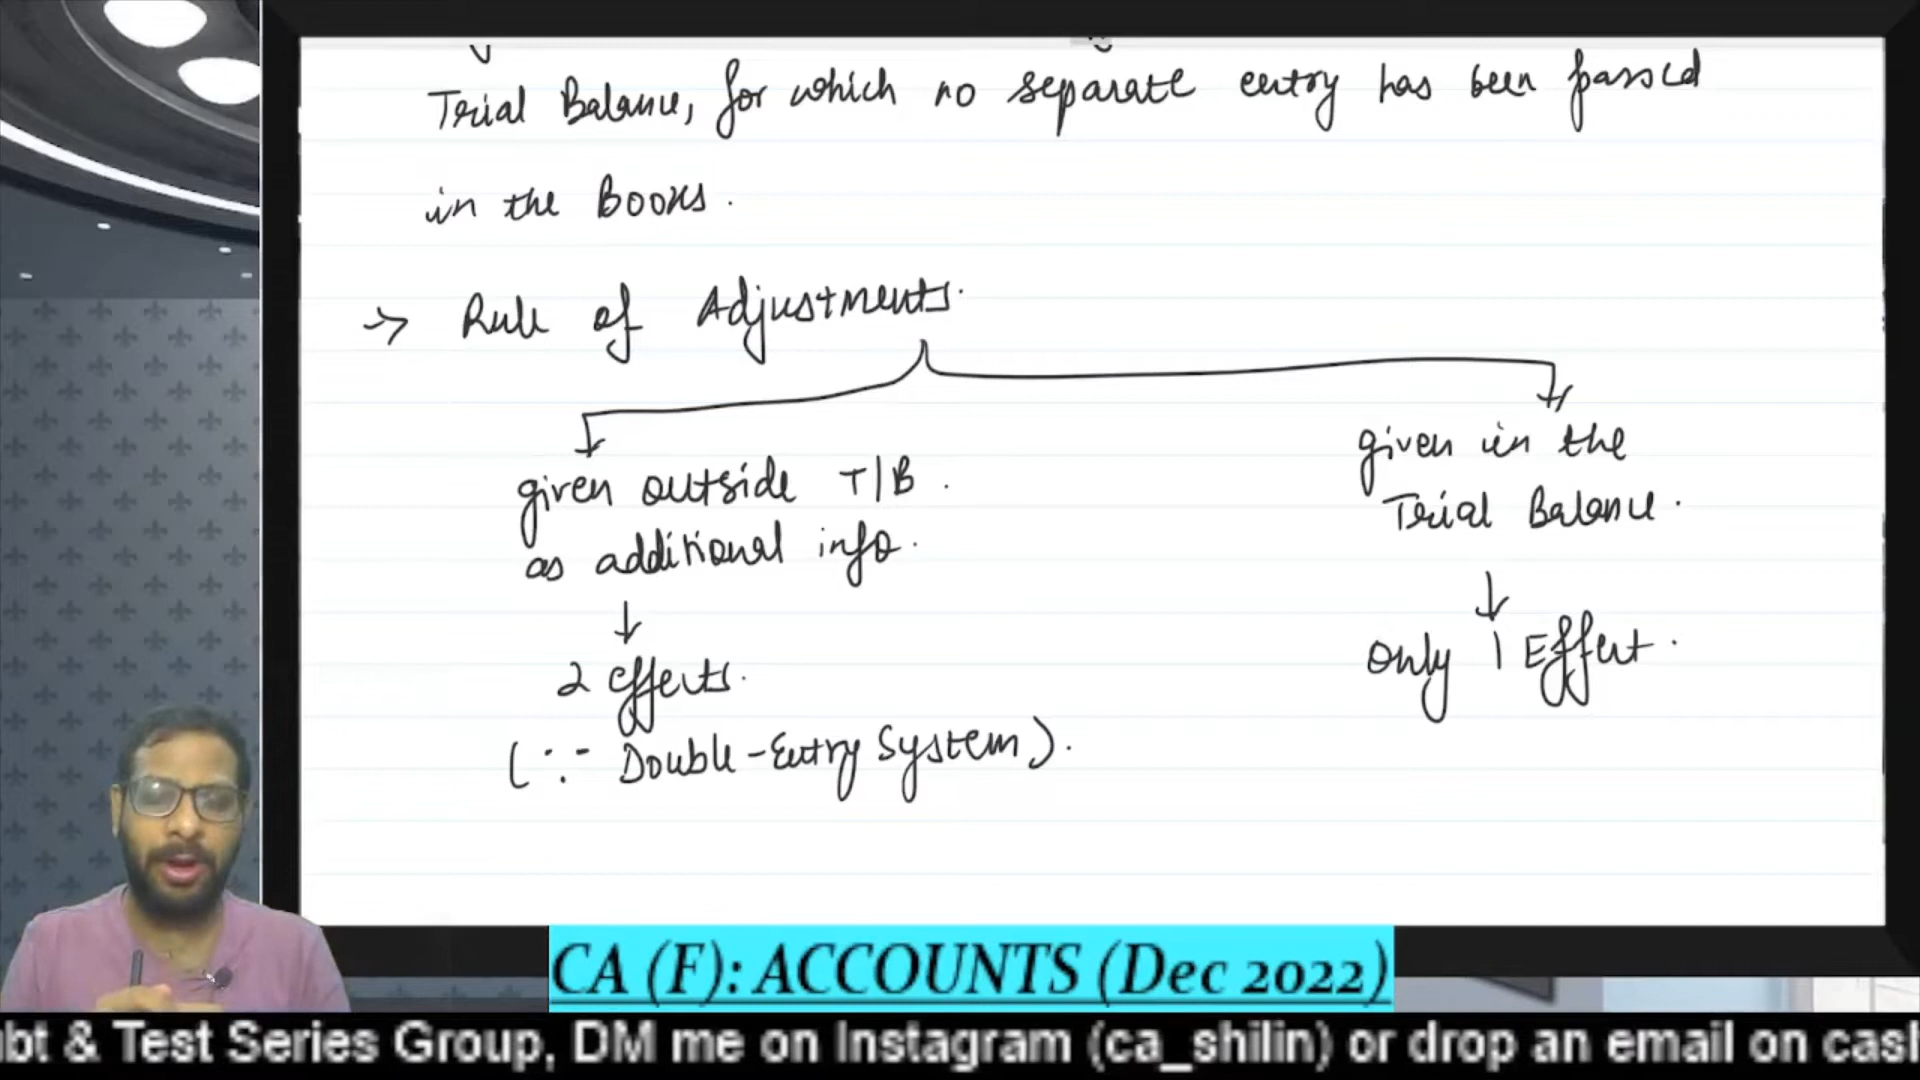 Trial Balance, for which no separate entry has been passed
in the Books.
→ Rule of Adjustments.
given outside T/B.
as additional info.
↓
2 effects.
(∵ Double-Entry System).
given in the
Trial Balance.
↓
Only 1 Effect.
CA (F): ACCOUNTS (Dec 2022)
& Test Series Group, DM me on Instagram (ca_shilin) or drop an email on